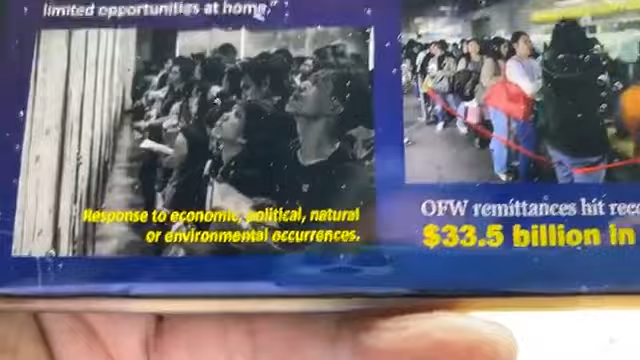 limited opportunities at home."
Response to economic, political, natural
or environmental occurrences.
OFW remittances hit
$33.5 billion in